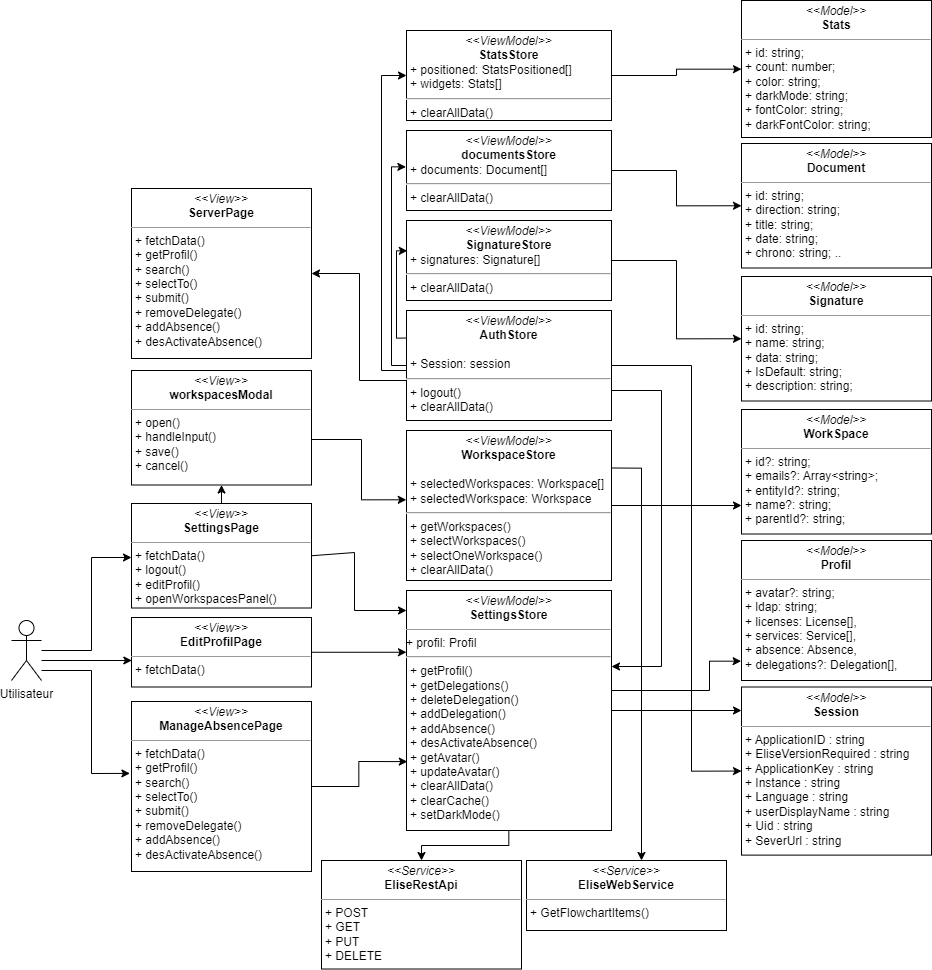 <<Model>>
Stats
+ id: string;
+ count: number;
+ color: string;
+ darkMode: string;
+ fontColor: string;
+ darkFontColor: string;
<<ViewModel>>
StatsStore
+ positioned: StatsPositioned[]
+ widgets: Stats[]
+ clearAllData()
<<ViewModel>>
documentsStore
+ documents: Document[]
+ clearAllData()
<<Model>>
Document
+ id: string;
+ direction: string;
+ title: string;
+ date: string;
+ chrono: string; ..
<<View>>
ServerPage
+ fetchData()
+ getProfil()
+ search()
+ selectTo()
+ submit()
+ removeDelegate()
+ addAbsence()
+ desActivateAbsence()
<<ViewModel>>
SignatureStore
+ signatures: Signature[]
+ clearAllData()
<<Model>>
Signature
+ id: string;
+ name: string;
+ data: string;
+ IsDefault: string;
+ description: string;
<<ViewModel>>
AuthStore
+ Session: session
+ logout()
+ clearAllData()
<<View>>
workspacesModal
+ open()
+ handleInput()
+ save()
+ cancel()
<<ViewModel>>
WorkspaceStore
+ selectedWorkspaces: Workspace[]
+ selectedWorkspace: Workspace
+ getWorkspaces()
+ selectWorkspaces()
+ selectOneWorkspace()
+ clearAllData()
<<Model>>
WorkSpace
+ id?: string;
+ emails?: Array<string>;
+ entityId?: string;
+ name?: string;
+ parentId?: string;
<<View>>
SettingsPage
+ fetchData()
+ logout()
+ editProfil()
+ openWorkspacesPanel()
<<Model>>
Profil
+ avatar?: string;
+ ldap: string;
+ licenses: License[],
+ services: Service[],
+ absence: Absence,
+ delegations?: Delegation[],
<<ViewModel>>
SettingsStore
+ profil: Profil
+ getProfil()
+ getDelegations()
+ deleteDelegation()
+ addDelegation()
+ addAbsence()
+ desActivateAbsence()
+ getAvatar()
+ updateAvatar()
+ clearAllData()
+ clearCache()
+ setDarkMode()
Utilisateur
<<View>>
EditProfilPage
+ fetchData()
<<Model>>
Session
+ ApplicationID : string
+ EliseVersionRequired : string
+ ApplicationKey : string
+ Instance : string
+ Language : string
+ userDisplayName : string
+ Uid : string
+ SeverUrl : string
<<View>>
ManageAbsencePage
+ fetchData()
+ getProfil()
+ search()
+ selectTo()
+ submit()
+ removeDelegate()
+ addAbsence()
+ desActivateAbsence()
<<Service>>
EliseRestApi
+ POST
+ GET
+ PUT
+ DELETE
<<Service>>
EliseWebService
+ GetFlowchartItems()